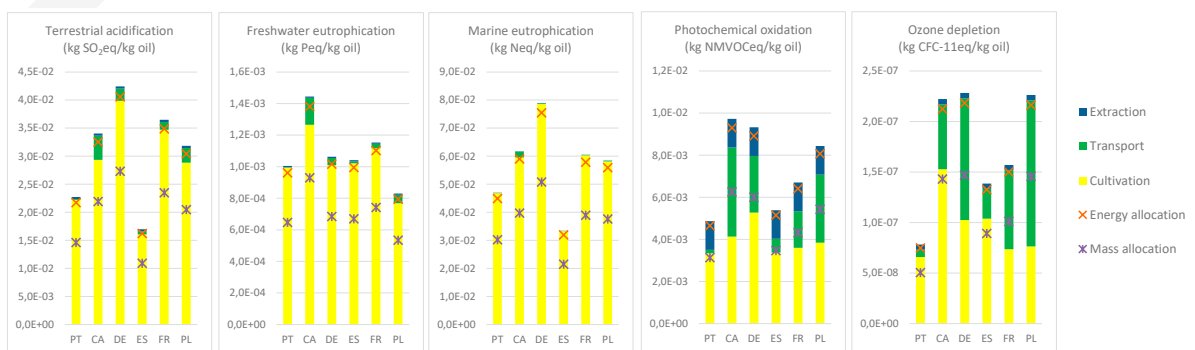 Terrestrial acidification
(kg SO₂eq/kg oil)
4,5E-02
4,0E-02
3,5E-02
3,0E-02
2,5E-02
2,0E-02
1,5E-02
1,0E-02
5,0E-03
0,0E+00
PT CA DE ES FR PL
Freshwater eutrophication
(kg Peq/kg oil)
1,6E-03
1,4E-03
1,2E-03
1,0E-03
8,0E-04
6,0E-04
4,0E-04
2,0E-04
0,0E+00
PT CA DE ES FR PL
Marine eutrophication
(kg Neq/kg oil)
9,0E-02
8,0E-02
7,0E-02
6,0E-02
5,0E-02
4,0E-02
3,0E-02
2,0E-02
1,0E-02
0,0E+00
PT CA DE ES FR PL
Photochemical oxidation
(kg NMVOCeq/kg oil)
1,2E-02
1,0E-02
8,0E-03
6,0E-03
4,0E-03
2,0E-03
0,0E+00
PT CA DE ES FR PL
Ozone depletion
(kg CFC-11eq/kg oil)
2,5E-07
2,0E-07
1,5E-07
1,0E-07
5,0E-08
0,0E+00
PT CA DE ES FR PL
Extraction
Transport
Cultivation
Energy allocation
Mass allocation